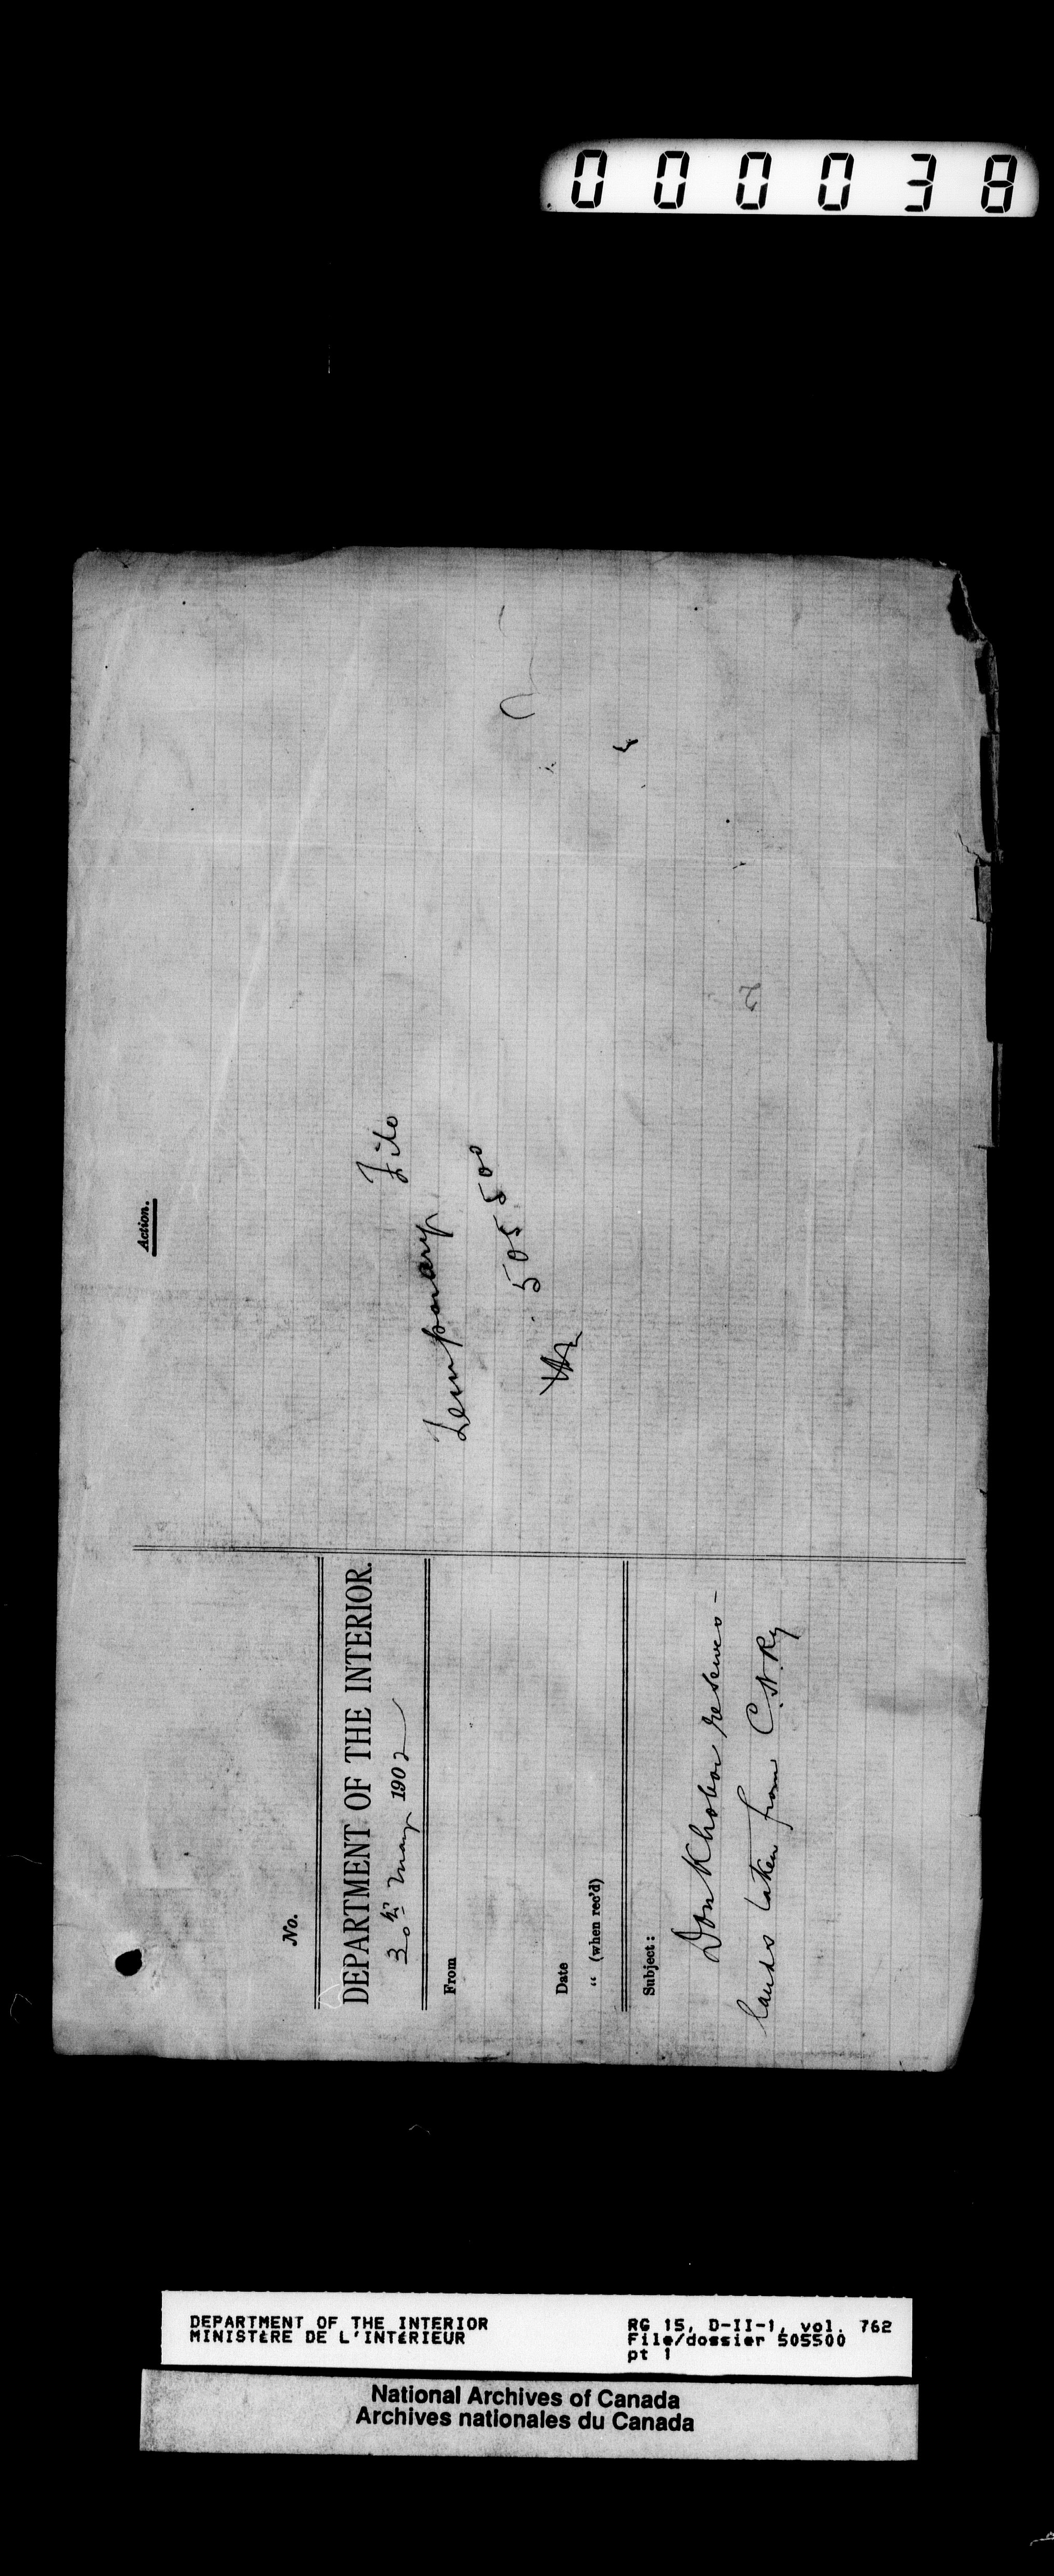 000038
Action.
Temporary File
505500
No.
DEPARTMENT OF THE INTERIOR.
30th May 1902
From
Date
“ (when rec'd)
Subject:
Doukhobor reserves -
lands taken from C.N.Ry
DEPARTMENT OF THE INTERIOR
MINISTÈRE DE L'INTÉRIEUR
RG 15, D-II-1, vol. 762
File/dossier 505500
pt 1
National Archives of Canada
Archives nationales du Canada